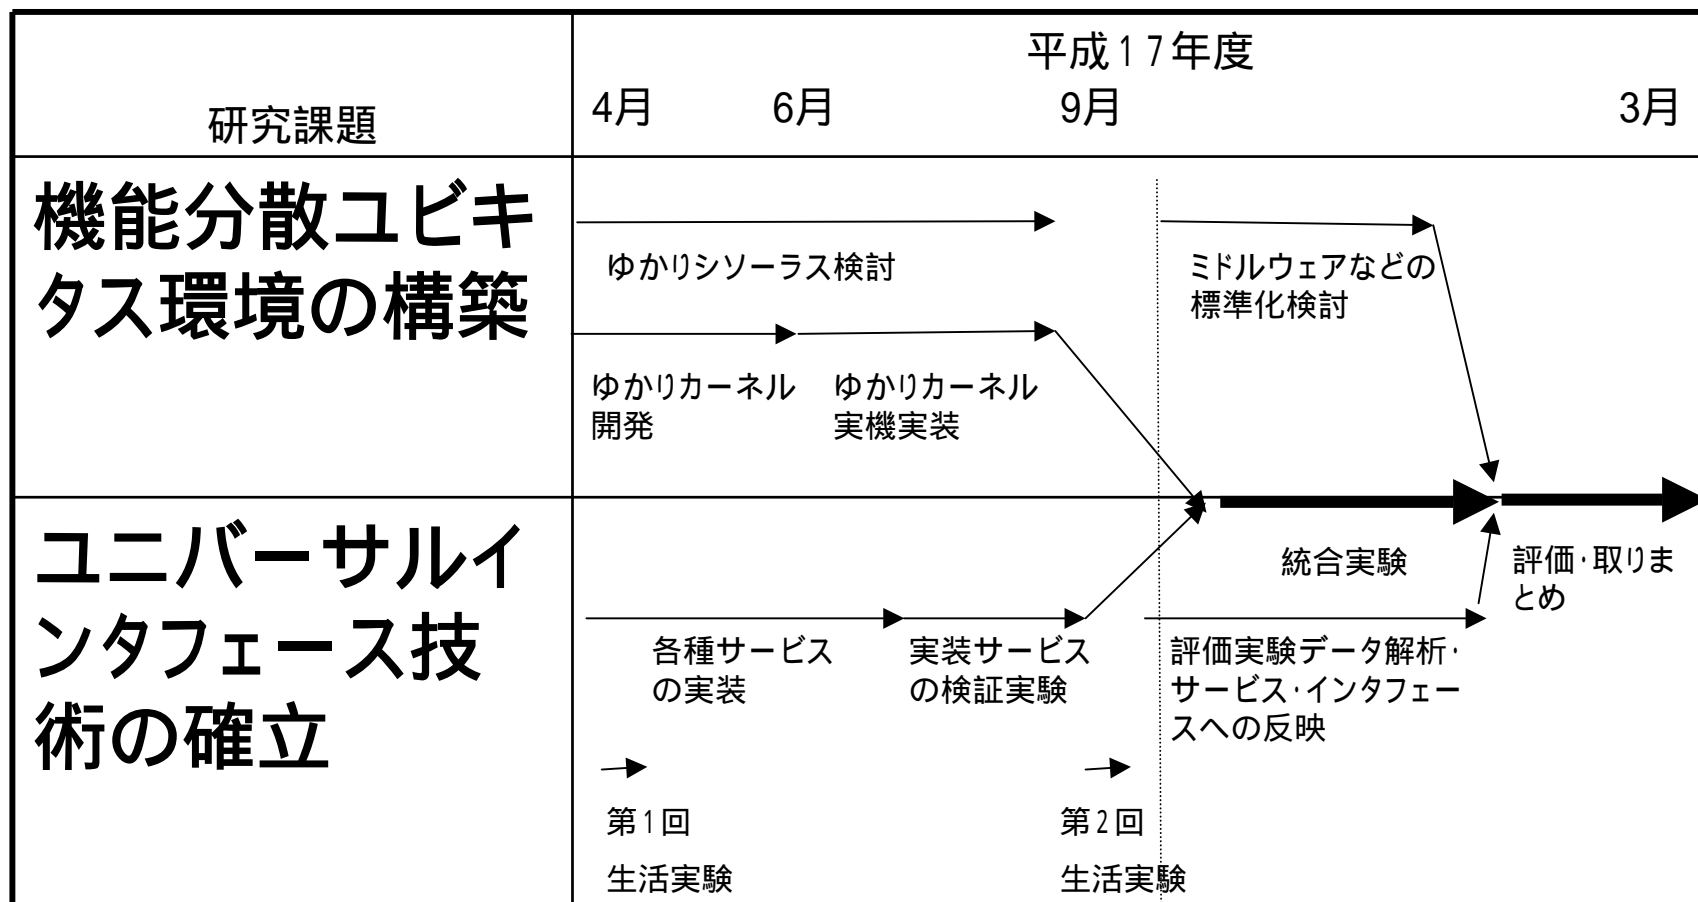 平成17年度
研究課題
4月
6月
9月
3月
機能分散ユビキ
タス環境の構築
ゆかりシソーラス検討
ミドルウェアなどの
標準化検討
ゆかりカーネル
開発
ゆかりカーネル
実機実装
ユニバーサルイ
ンタフェース技
術の確立
統合実験
評価・取りま
とめ
各種サービス
の実装
実装サービス
の検証実験
評価実験データ解析・
サービス・インタフェー
スへの反映
第1回
生活実験
第2回
生活実験